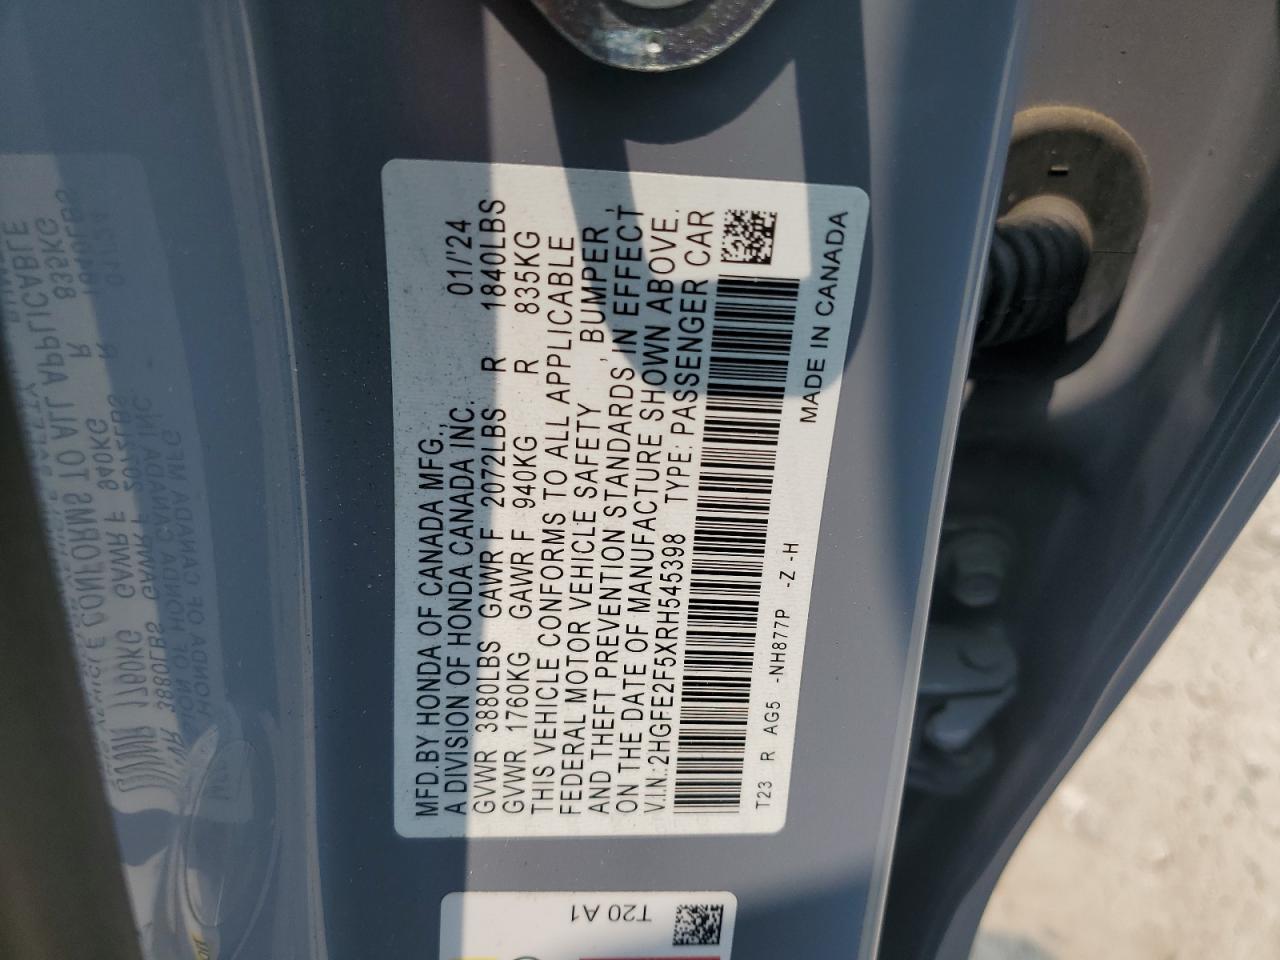 MFD.BY HONDA OF CANADA MFG.,
A DIVISION OF HONDA CANADA INC. 01/'24
GVWR 3880LBS GAWR F 2072LBS R 1840LBS
GVWR 1760KG GAWR F 940KG R 835KG
THIS VEHICLE CONFORMS TO ALL APPLICABLE
FEDERAL MOTOR VEHICLE SAFETY, BUMPER,
AND THEFT PREVENTION STANDARDS, IN EFFECT
ON THE DATE OF MANUFACTURE SHOWN ABOVE.
V.I.N.: 2HGFE2F5XRH545398 TYPE: PASSENGER CAR
T23 R AG5 -NH877P -Z -H
MADE IN CANADA
T20 A1